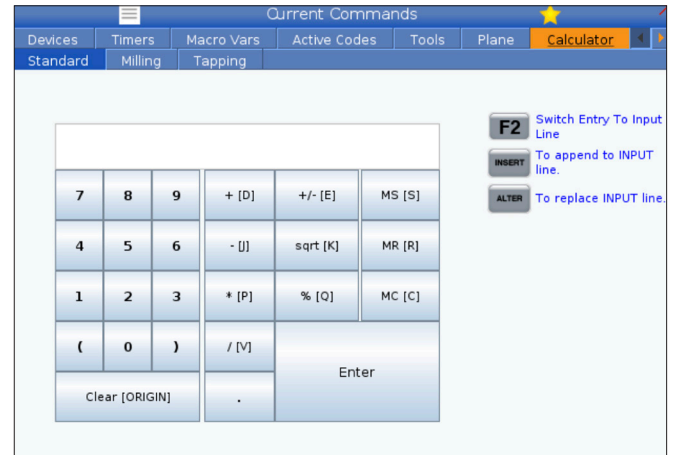 Current Commands
Devices Timers Macro Vars Active Codes Tools Plane Calculator
Standard Milling Tapping
F2 Switch Entry To Input
Line
INSERT To append to INPUT
line.
ALTER To replace INPUT line.
7 8 9 + [D] +/- [E] MS [S]
4 5 6 - [J] sqrt [K] MR [R]
1 2 3 * [P] % [Q] MC [C]
( 0 ) / [V] Enter
Clear [ORIGIN] .